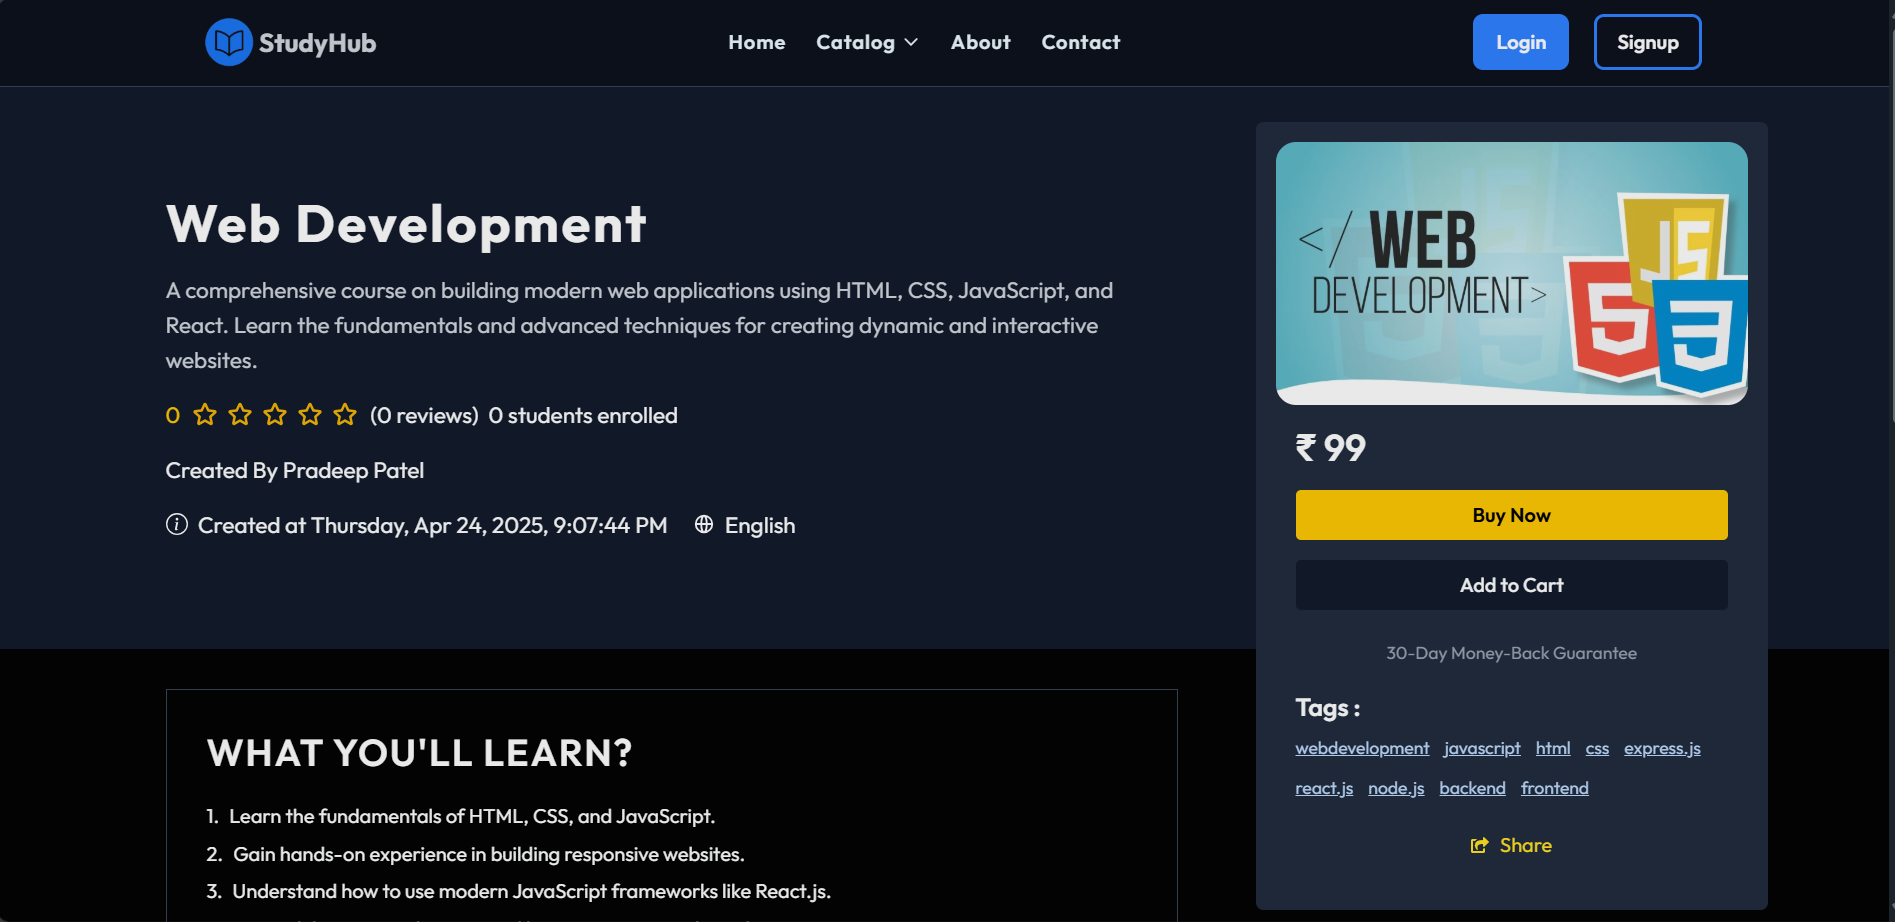 StudyHub
Home Catalog About Contact
Login Signup
Web Development
A comprehensive course on building modern web applications using HTML, CSS, JavaScript, and
React. Learn the fundamentals and advanced techniques for creating dynamic and interactive
websites.
0 (0 reviews) 0 students enrolled
Created By Pradeep Patel
Created at Thursday, Apr 24, 2025, 9:07:44 PM English
WHAT YOU'LL LEARN?
1. Learn the fundamentals of HTML, CSS, and JavaScript.
2. Gain hands-on experience in building responsive websites.
3. Understand how to use modern JavaScript frameworks like React.js.
</ WEB
DEVELOPMENT>
JS
5
3
₹ 99
Buy Now
Add to Cart
30-Day Money-Back Guarantee
Tags :
webdevelopment javascript html css express.js
react.js node.js backend frontend
Share